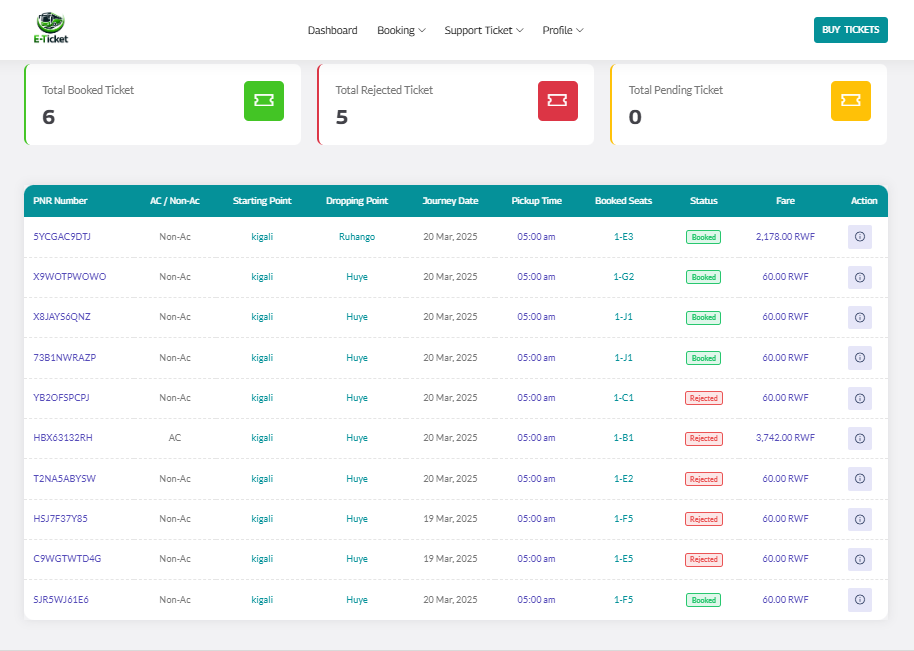 E-Ticket
Dashboard Booking Support Ticket Profile BUY TICKETS
Total Booked Ticket
6
Total Rejected Ticket
5
Total Pending Ticket
0
PNR Number AC / Non-Ac Starting Point Dropping Point Journey Date Pickup Time Booked Seats Status Fare Action
5YCGAC9DTJ Non-Ac kigali Ruhango 20 Mar, 2025 05:00 am 1-E3 Booked 2,178.00 RWF
X9WOTPWOWO Non-Ac kigali Huye 20 Mar, 2025 05:00 am 1-G2 Booked 60.00 RWF
X8JAYS6QNZ Non-Ac kigali Huye 20 Mar, 2025 05:00 am 1-J1 Booked 60.00 RWF
73B1NWRAZP Non-Ac kigali Huye 20 Mar, 2025 05:00 am 1-J1 Booked 60.00 RWF
YB2OFSPCPJ Non-Ac kigali Huye 20 Mar, 2025 05:00 am 1-C1 Rejected 60.00 RWF
HBX63132RH AC kigali Huye 20 Mar, 2025 05:00 am 1-B1 Rejected 3,742.00 RWF
T2NA5ABYSW Non-Ac kigali Huye 20 Mar, 2025 05:00 am 1-E2 Rejected 60.00 RWF
HSJ7F37Y85 Non-Ac kigali Huye 19 Mar, 2025 05:00 am 1-F5 Rejected 60.00 RWF
C9WGTWTD4G Non-Ac kigali Huye 19 Mar, 2025 05:00 am 1-E5 Rejected 60.00 RWF
SJR5WJ61E6 Non-Ac kigali Huye 20 Mar, 2025 05:00 am 1-F5 Booked 60.00 RWF